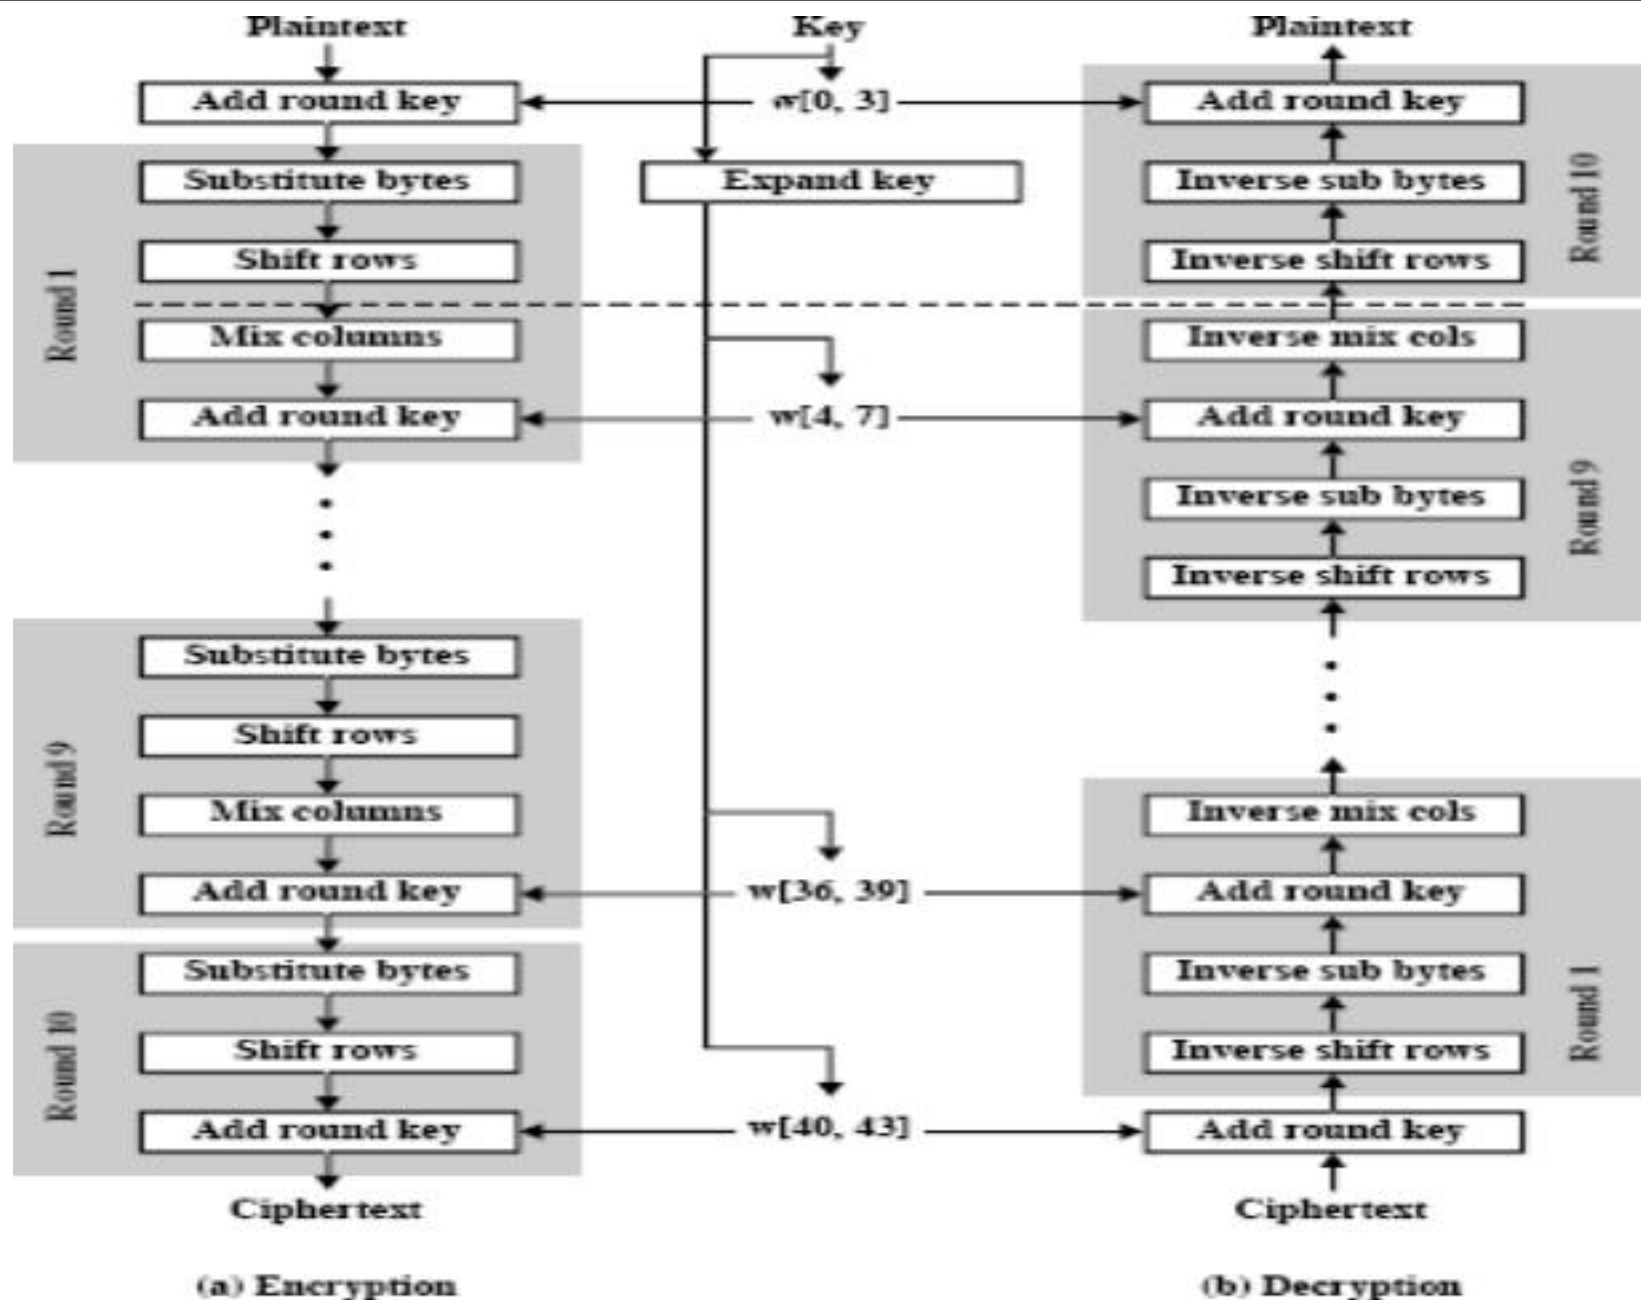 Plaintext
Add round key
Round 1
Substitute bytes
Shift rows
Mix columns
Add round key
Round 9
Substitute bytes
Shift rows
Mix columns
Add round key
Round 10
Substitute bytes
Shift rows
Add round key
Ciphertext
(a) Encryption
Key
w[0, 3]
Expand key
w[4, 7]
w[36, 39]
w[40, 43]
Plaintext
Add round key
Inverse sub bytes
Inverse shift rows
Round 10
Inverse mix cols
Add round key
Inverse sub bytes
Inverse shift rows
Round 9
Inverse mix cols
Add round key
Inverse sub bytes
Inverse shift rows
Round 1
Add round key
Ciphertext
(b) Decryption